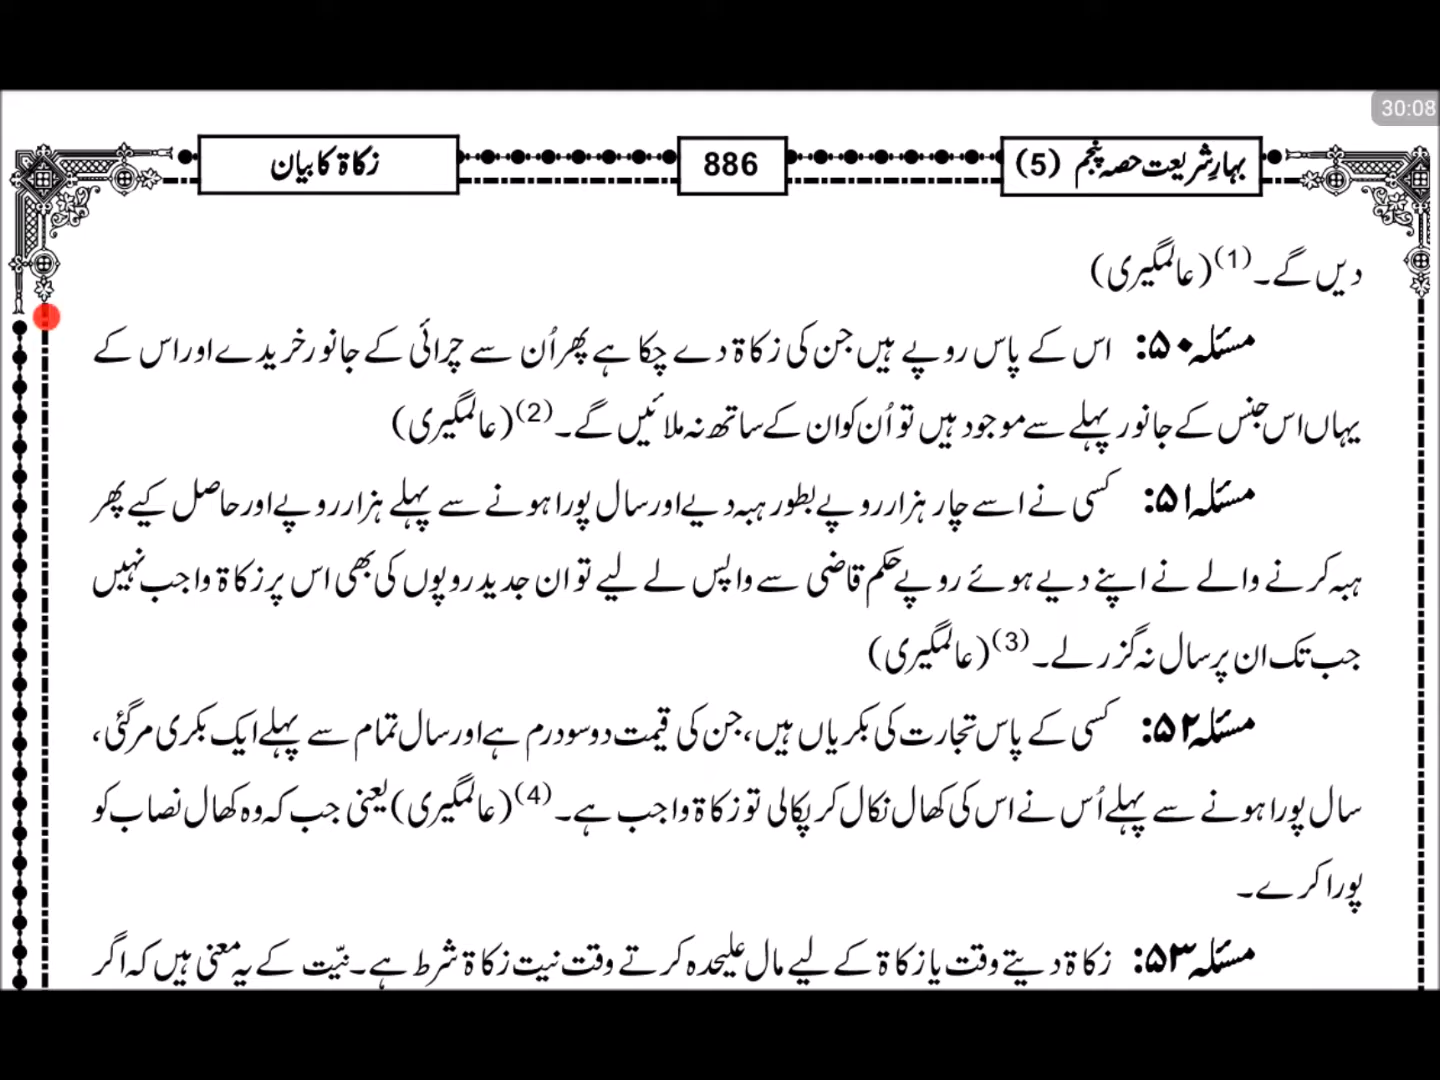 30:08
بہارِ شریعت حصہ پنجم (5)
886
زکاۃ کا بیان
دیں گے۔(1) (عالمگیری)
مسئلہ ۵۰: اس کے پاس روپے ہیں جن کی زکاۃ دے چکا ہے پھر اُن سے چرائی کے جانور خریدے اور اس کے
یہاں اس جنس کے جانور پہلے سے موجود ہیں تو اُن کو ان کے ساتھ نہ ملائیں گے۔(2) (عالمگیری)
مسئلہ ۵۱: کسی نے اسے چار ہزار روپے بطور ہبہ دیے اور سال پورا ہونے سے پہلے ہزار روپے اور حاصل کیے پھر
ہبہ کرنے والے نے اپنے دیے ہوئے روپے حکم قاضی سے واپس لے لیے تو ان جدید روپوں کی بھی اس پر زکاۃ واجب نہیں
جب تک ان پر سال نہ گزر لے۔(3) (عالمگیری)
مسئلہ ۵۲: کسی کے پاس تجارت کی بکریاں ہیں، جن کی قیمت دو سو درم ہے اور سال تمام سے پہلے ایک بکری مرگئی،
سال پورا ہونے سے پہلے اُس نے اس کی کھال نکال کر پکالی تو زکاۃ واجب ہے۔(4) (عالمگیری) یعنی جب کہ وہ کھال نصاب کو
پورا کرے۔
مسئلہ ۵۳: زکاۃ دیتے وقت یا زکاۃ کے لیے مال علیحدہ کرتے وقت نیت زکاۃ شرط ہے۔ نیّت کے یہ معنی ہیں کہ اگر